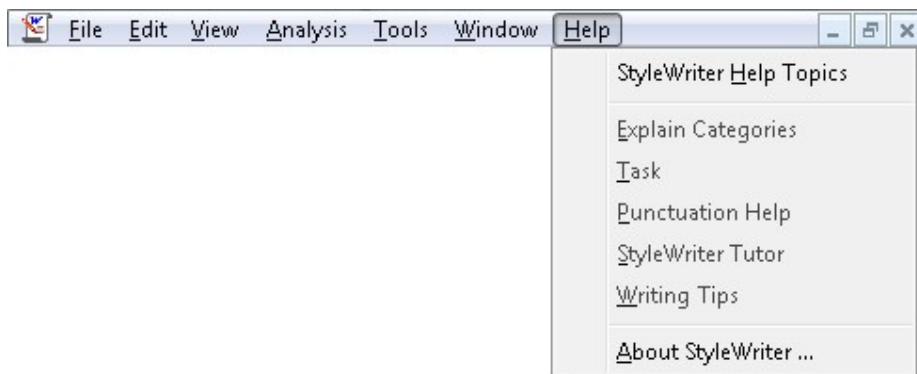 File Edit View Analysis Tools Window Help
StyleWriter Help Topics
Explain Categories
Task
Punctuation Help
StyleWriter Tutor
Writing Tips
About StyleWriter ...